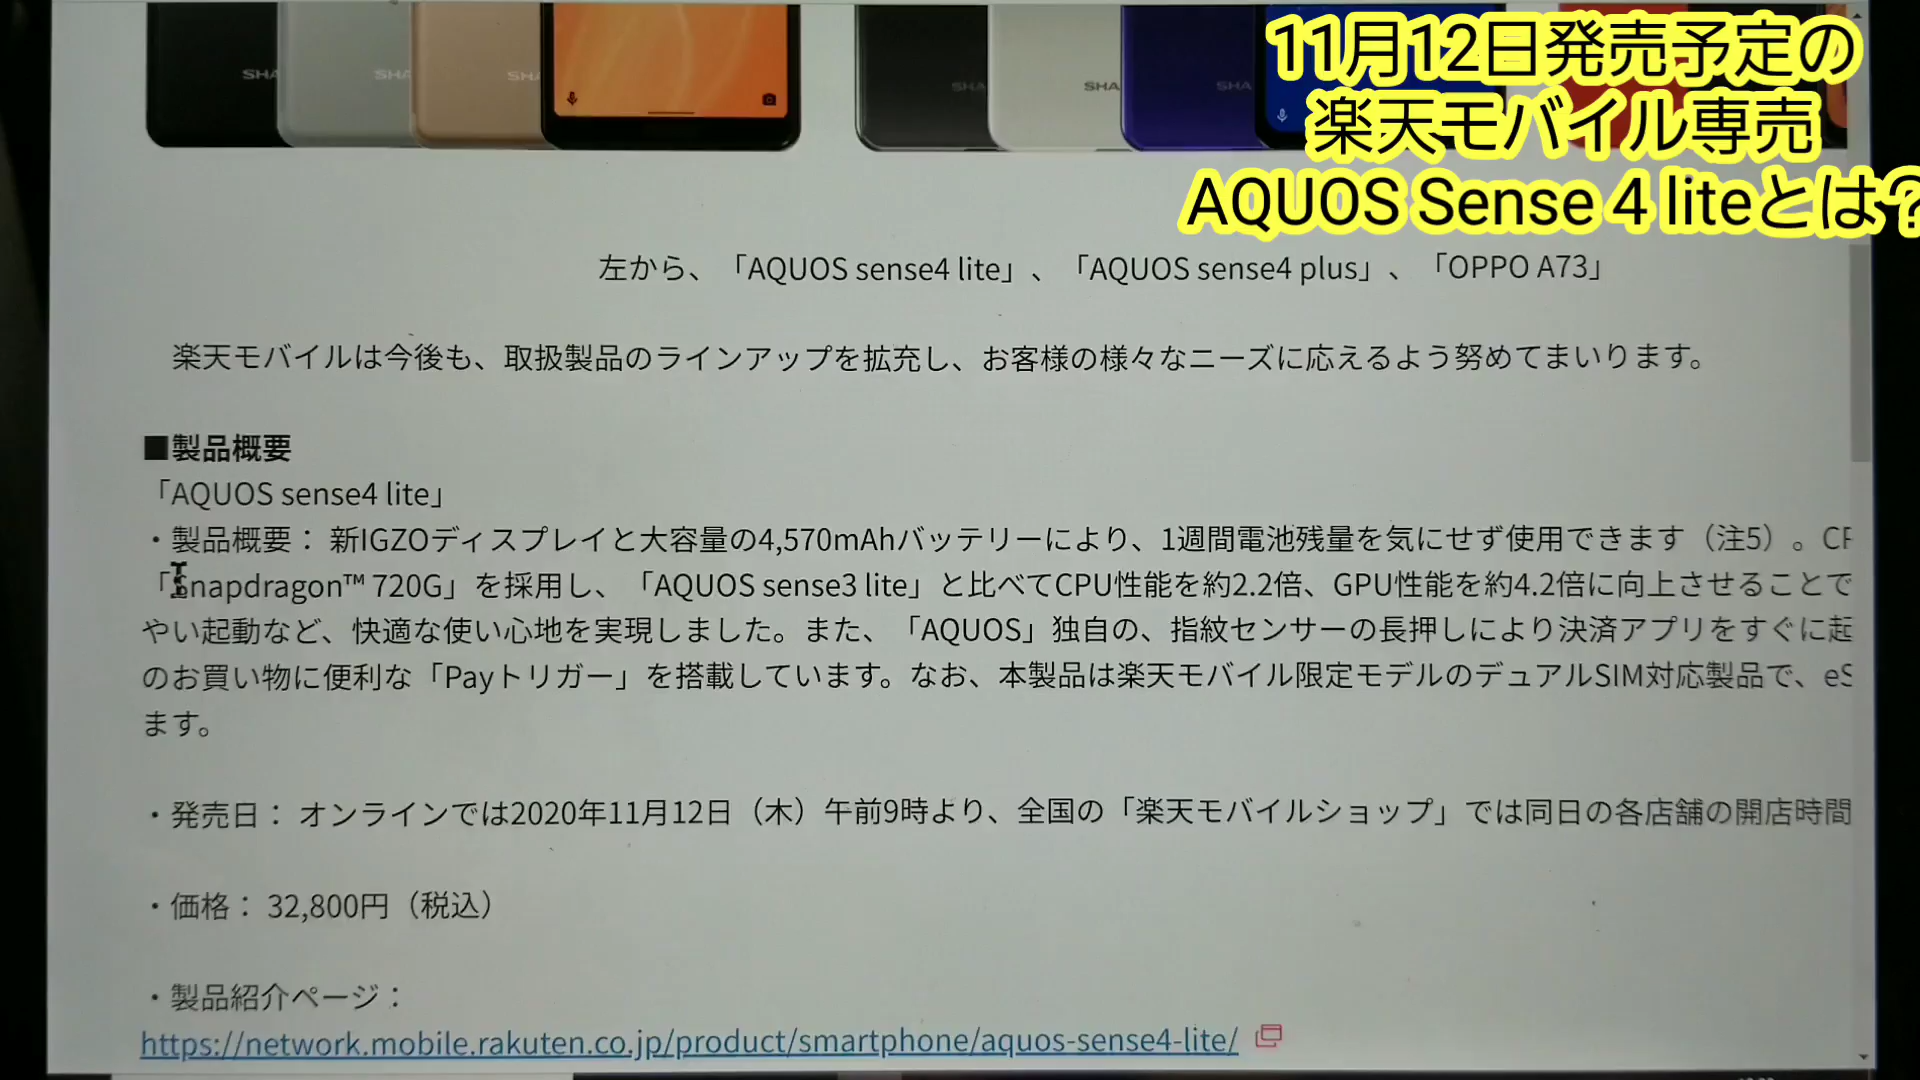 11月12日発売予定の
楽天モバイル専売
AQUOS Sense 4 liteとは?
SHA SHA SHA SHA SHA SHA
左から、「AQUOS sense4 lite」、「AQUOS sense4 plus」、「OPPO A73」
楽天モバイルは今後も、取扱製品のラインアップを拡充し、お客様の様々なニーズに応えるよう努めてまいります。
■製品概要
「AQUOS sense4 lite」
・製品概要： 新IGZOディスプレイと大容量の4,570mAhバッテリーにより、1週間電池残量を気にせず使用できます（注5）。CP
「Snapdragon™ 720G」を採用し、「AQUOS sense3 lite」と比べてCPU性能を約2.2倍、GPU性能を約4.2倍に向上させることで
やい起動など、快適な使い心地を実現しました。また、「AQUOS」独自の、指紋センサーの長押しにより決済アプリをすぐに起
のお買い物に便利な「Payトリガー」を搭載しています。なお、本製品は楽天モバイル限定モデルのデュアルSIM対応製品で、eS
ます。
・発売日： オンラインでは2020年11月12日（木）午前9時より、全国の「楽天モバイルショップ」では同日の各店舗の開店時間
・価格： 32,800円（税込）
・製品紹介ページ：
https://network.mobile.rakuten.co.jp/product/smartphone/aquos-sense4-lite/